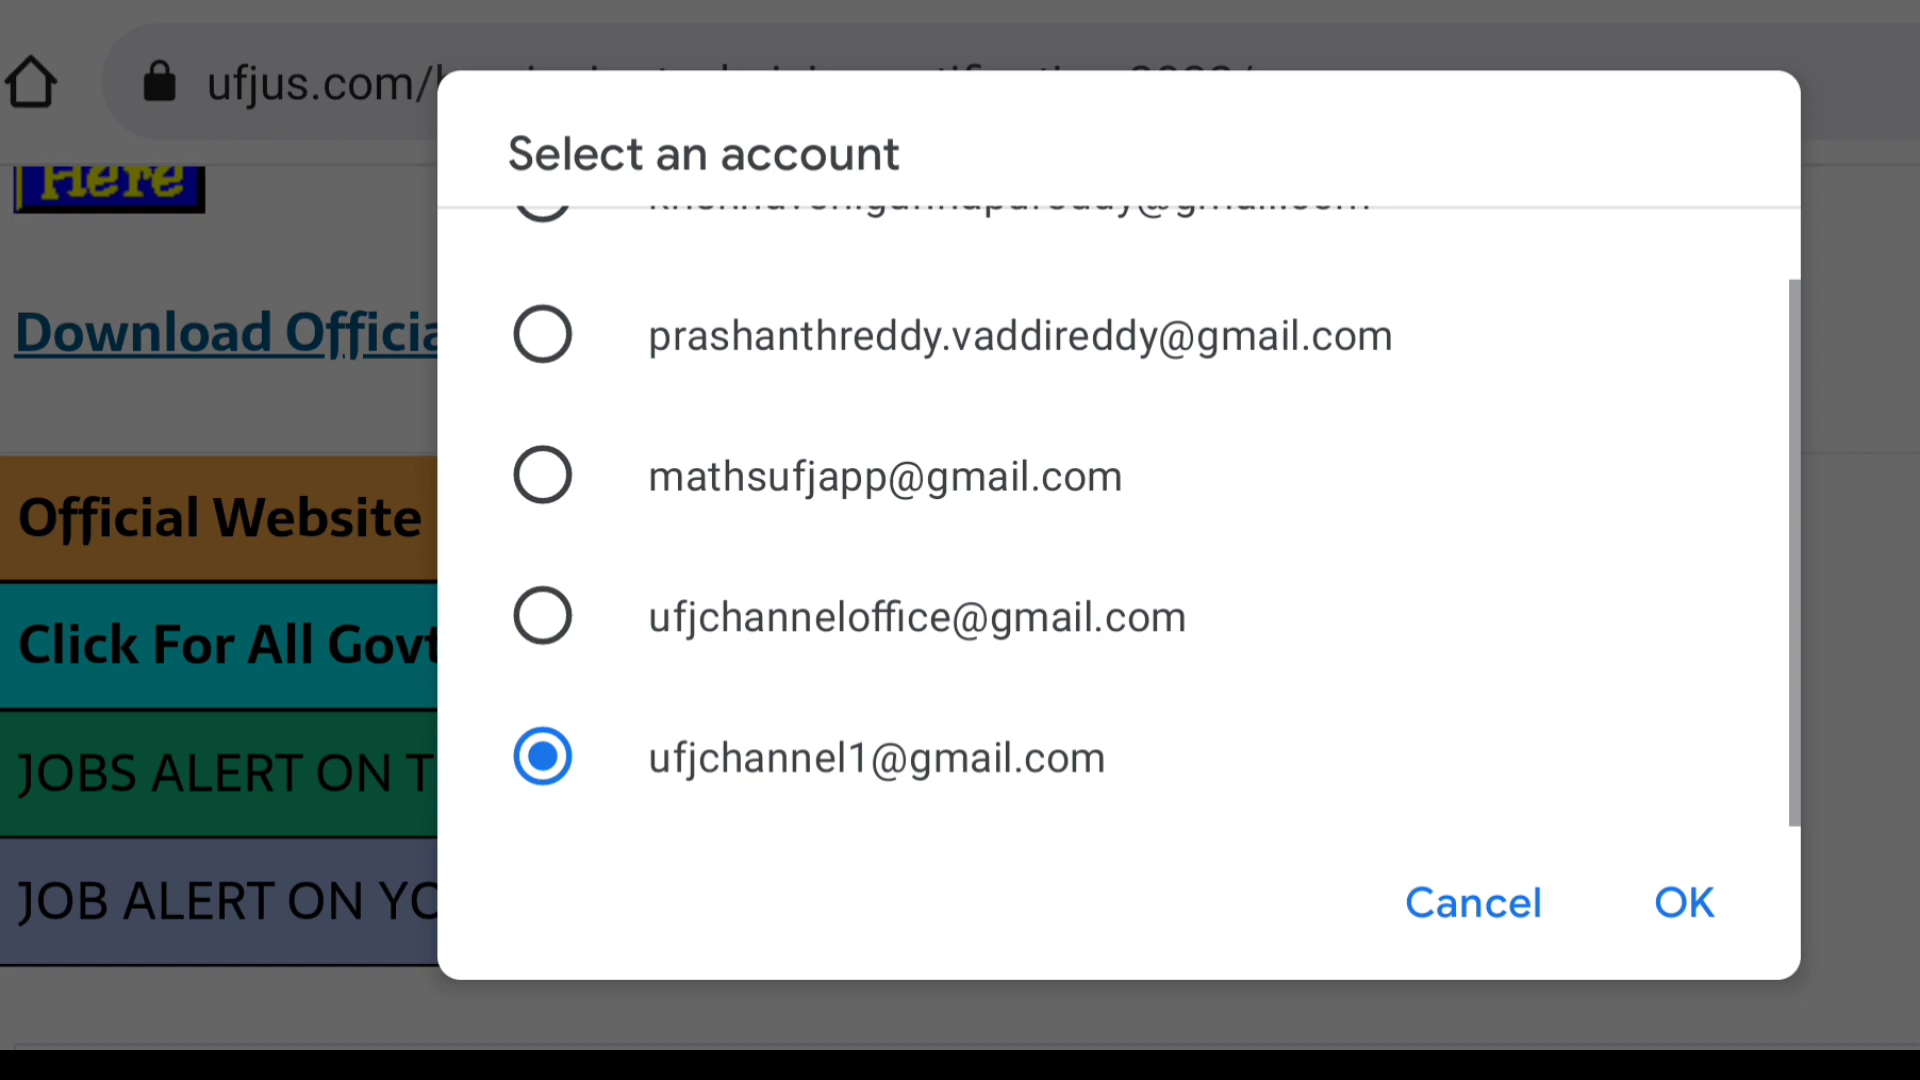 ufjus.com/
Select an account
Here
prashanthreddy.vaddireddy@gmail.com
Download Officia
mathsufjapp@gmail.com
Official Website
ufjchanneloffice@gmail.com
Click For All Govt
ufjchannel1@gmail.com
JOBS ALERT ON T
JOB ALERT ON YO
Cancel
OK